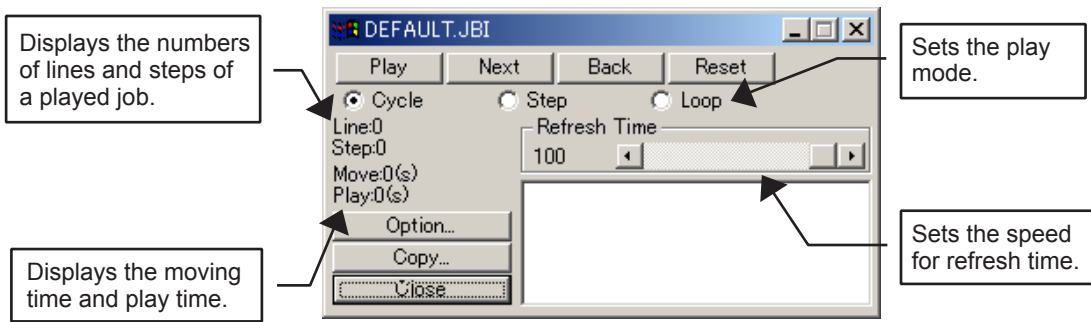 Displays the numbers
of lines and steps of
a played job.
DEFAULT.JBI
Play Next Back Reset
Cycle Step Loop
Line:0
Step:0
Move:0(s)
Play:0(s)
Refresh Time
100
Option...
Copy...
Close
Sets the play
mode.
Displays the moving
time and play time.
Sets the speed
for refresh time.